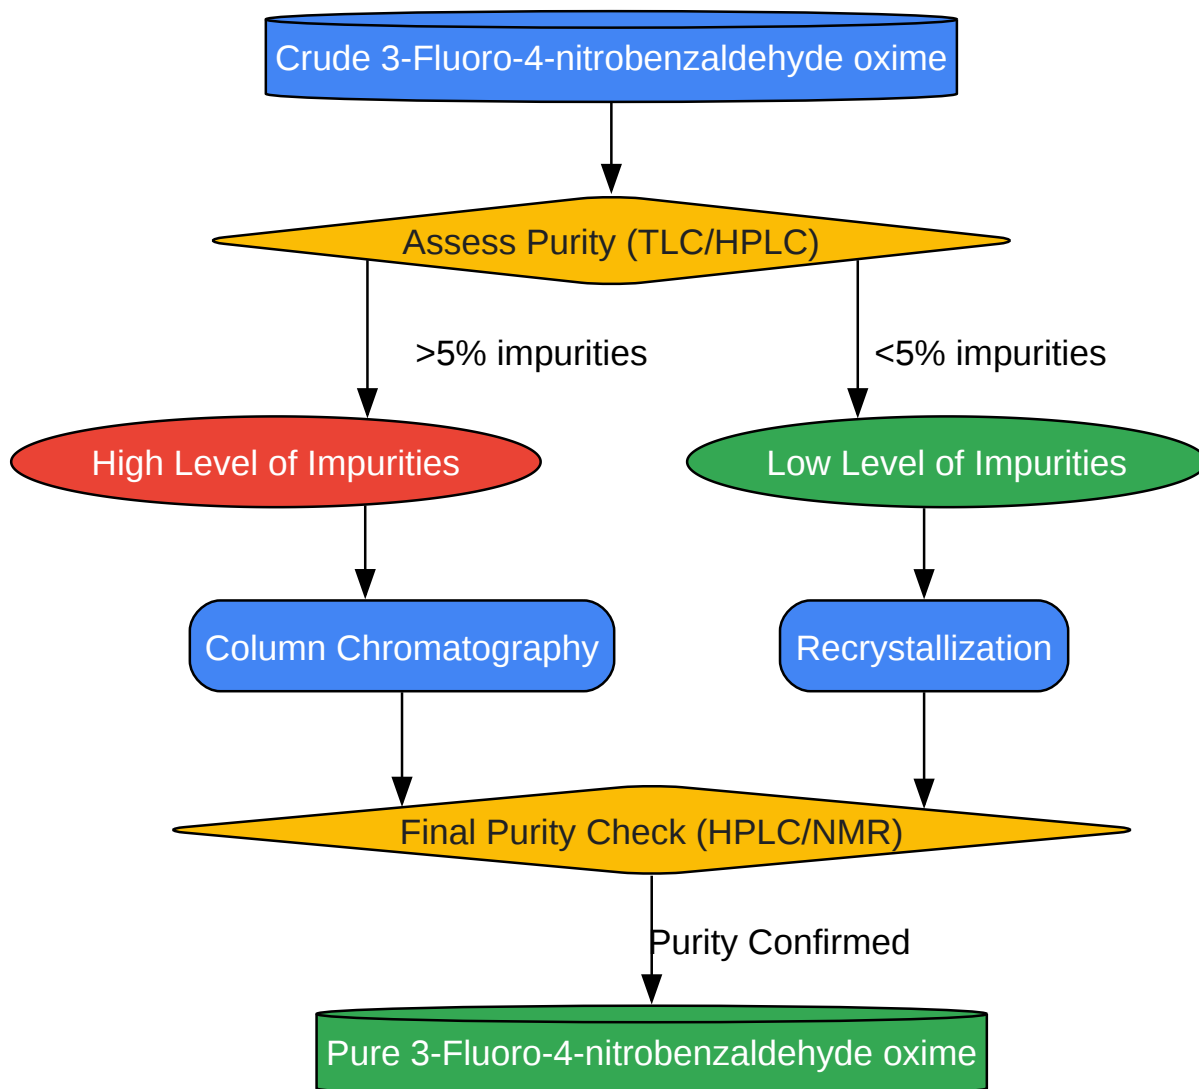 Crude 3-Fluoro-4-nitrobenzaldehyde oxime
Assess Purity (TLC/HPLC)
>5% impurities
<5% impurities
High Level of Impurities
Low Level of Impurities
Column Chromatography
Recrystallization
Final Purity Check (HPLC/NMR)
Purity Confirmed
Pure 3-Fluoro-4-nitrobenzaldehyde oxime